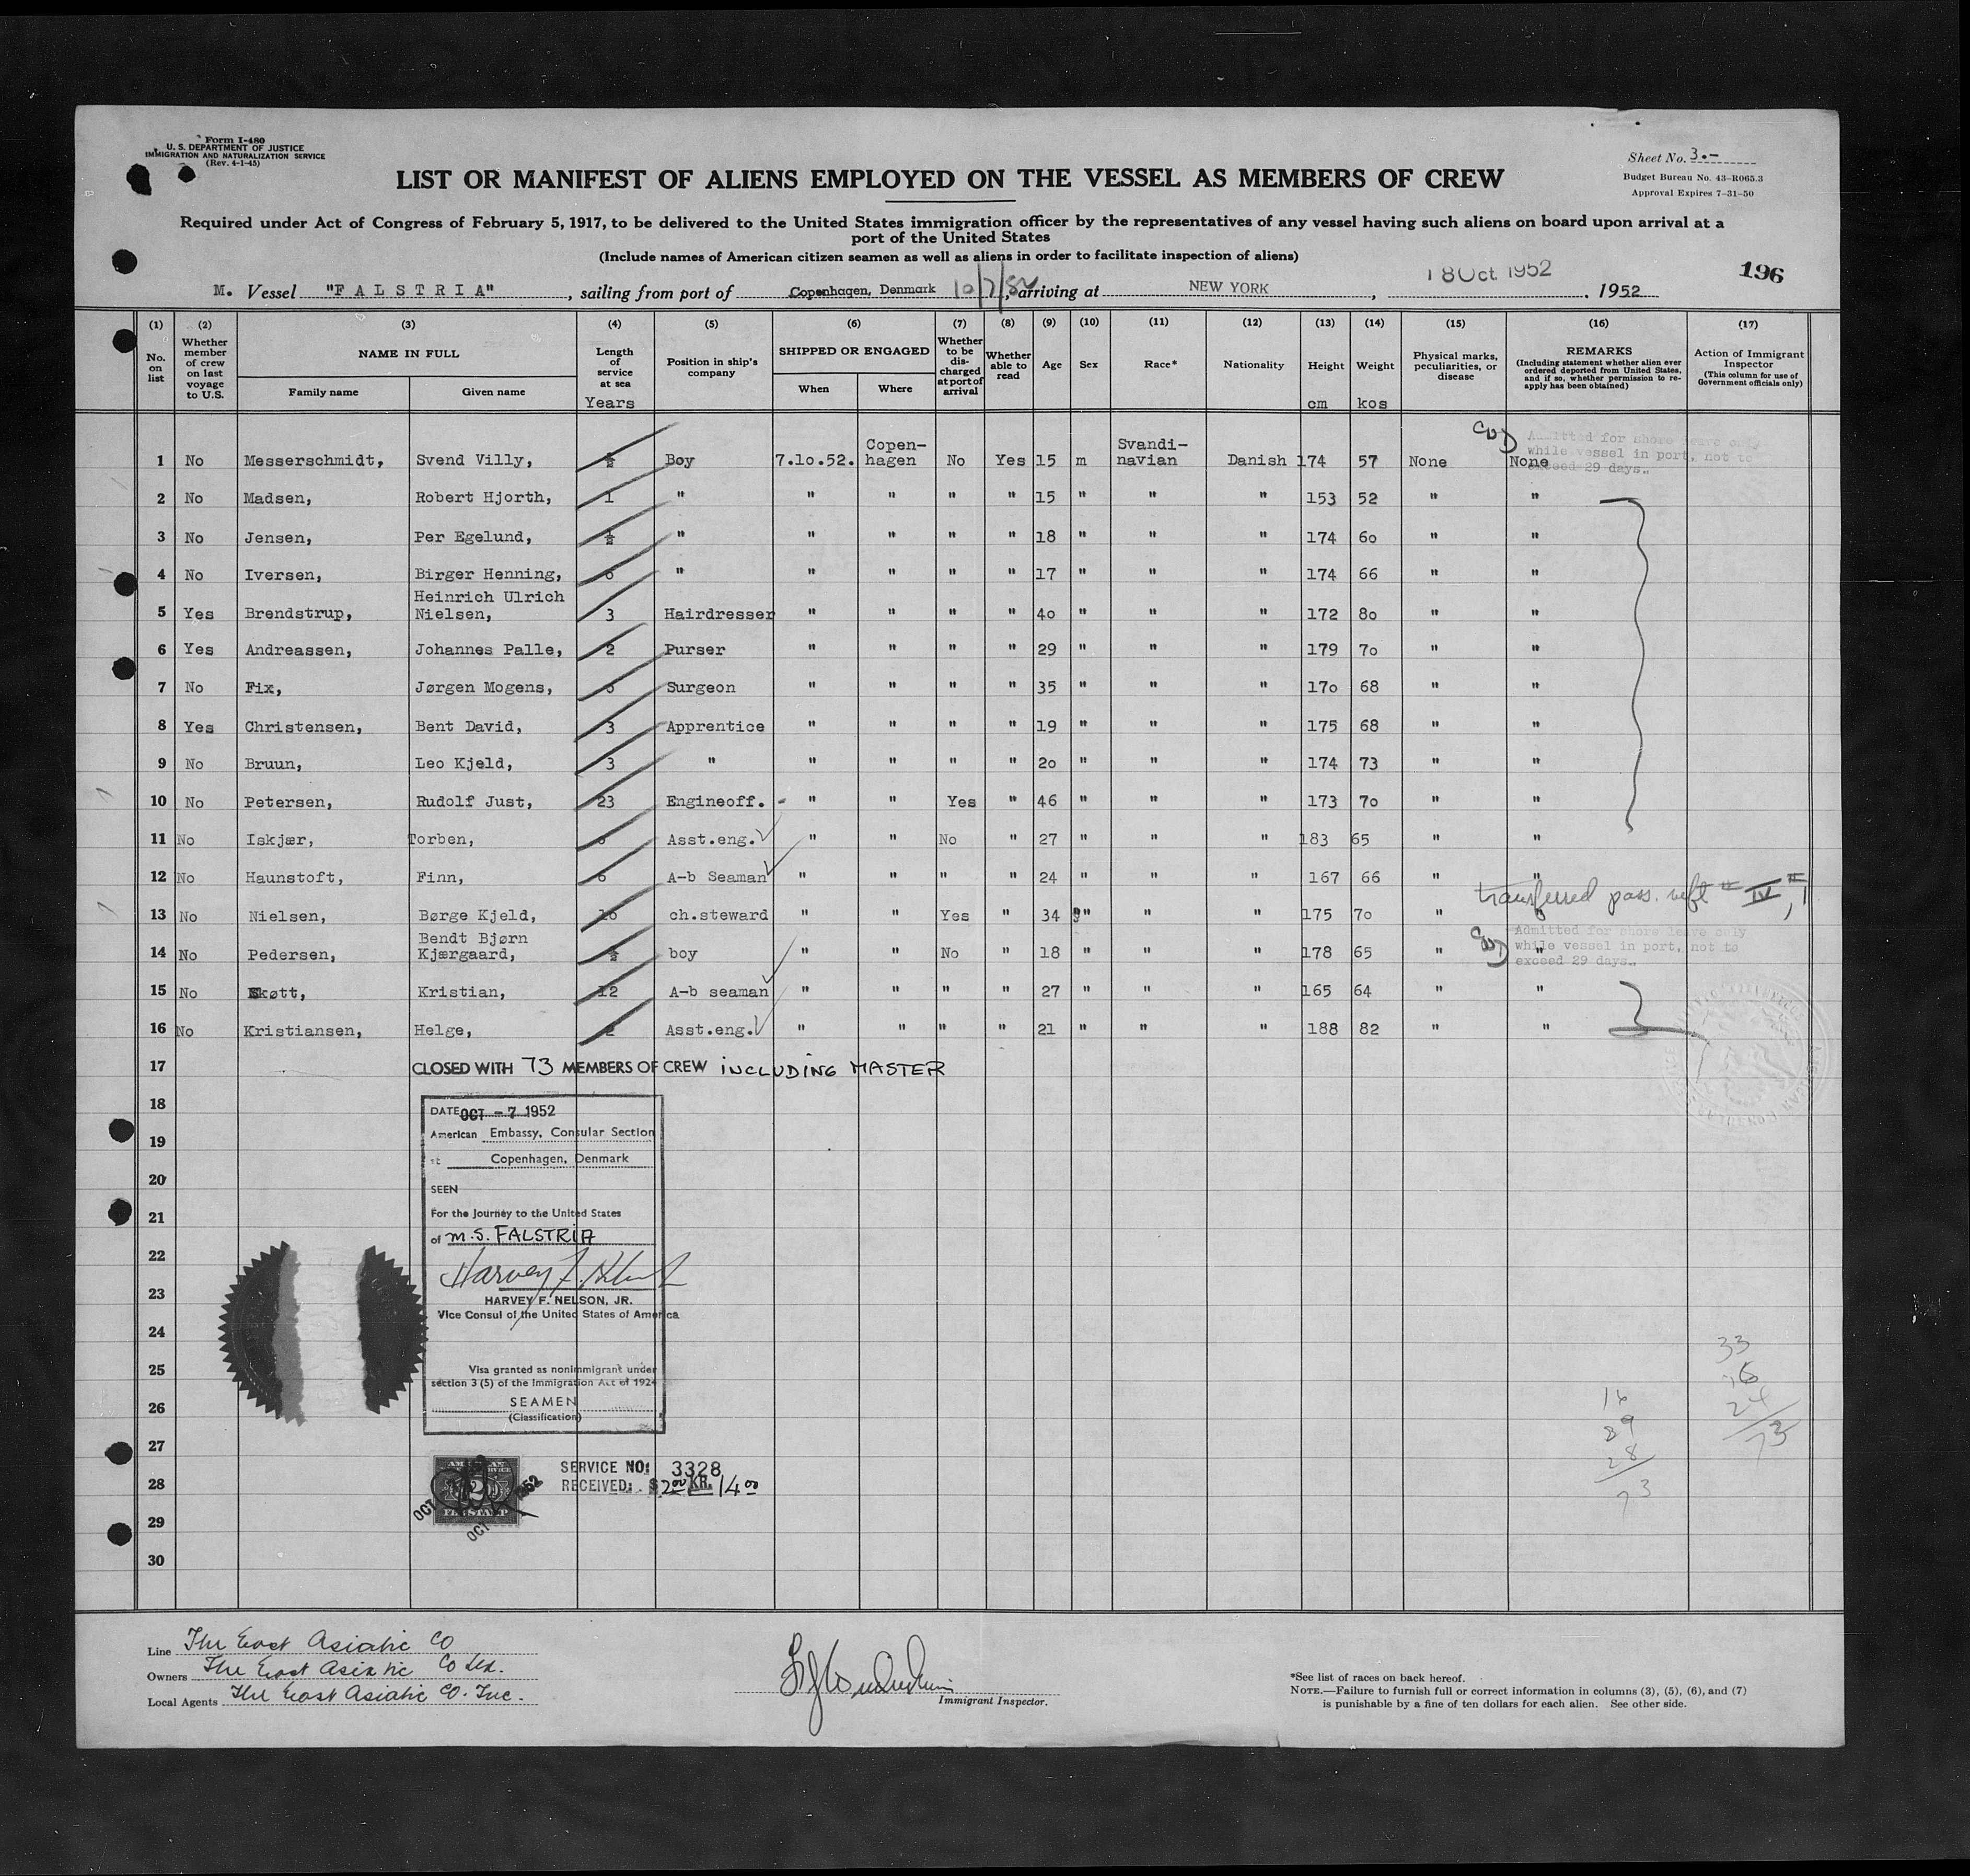 Form I-480
U. S. DEPARTMENT OF JUSTICE
IMMIGRATION AND NATURALIZATION SERVICE
(Rev. 4-1-45)
Sheet No. 3.-
Budget Bureau No. 43-R065.3
Approval Expires 7-31-50
LIST OR MANIFEST OF ALIENS EMPLOYED ON THE VESSEL AS MEMBERS OF CREW
Required under Act of Congress of February 5, 1917, to be delivered to the United States immigration officer by the representatives of any vessel having such aliens on board upon arrival at a
port of the United States
(Include names of American citizen seamen as well as aliens in order to facilitate inspection of aliens)
196
M. Vessel "F A L S T R I A", sailing from port of Copenhagen, Denmark 10/7/52, arriving at NEW YORK, 18 Oct 1952, 1952
(1) (2) (3) (4) (5) (6) (7) (8) (9) (10) (11) (12) (13) (14) (15) (16) (17)
No. on list Whether member of crew on last voyage to U.S. NAME IN FULL Family name Given name Length of service at sea Years Position in ship's company SHIPPED OR ENGAGED When Where Whether to be discharged at port of arrival Whether able to read Age Sex Race* Nationality Height cm Weight kos Physical marks, peculiarities, or disease REMARKS (Including statement whether alien ever ordered deported from United States, and if so, whether permission to re-apply has been obtained) Action of Immigrant Inspector (This column for use of Government officials only)
Admitted for shore leave only
while vessel in port, not to
exceed 29 days.
1 No Messerschmidt, Svend Villy, ½ Boy 7.10.52. Copen-hagen No Yes 15 m Svandi-navian Danish 174 57 None None
2 No Madsen, Robert Hjorth, 1 " " " " " 15 " " " 153 52 " "
3 No Jensen, Per Egelund, ½ " " " " " 18 " " " 174 60 " "
4 No Iversen, Birger Henning, 6 " " " " " 17 " " " 174 66 " "
5 Yes Brendstrup, Heinrich Ulrich Nielsen, 3 Hairdresser " " " " 40 " " " 172 80 " "
6 Yes Andreassen, Johannes Palle, 2 Purser " " " " 29 " " " 179 70 " "
7 No Fix, Jørgen Mogens, Surgeon " " " " 35 " " " 170 68 " "
8 Yes Christensen, Bent David, 3 Apprentice " " " " 19 " " " 175 68 " "
9 No Bruun, Leo Kjeld, 3 " " " " " 20 " " " 174 73 " "
10 No Petersen, Rudolf Just, 23 Engineoff. " " Yes " 46 " " " 173 70 " "
11 No Iskjær, Torben, Asst.eng. " " No " 27 " " " 183 65 " "
12 No Haunstoft, Finn, 6 A-b Seaman " " " " 24 " " " 167 66 " "
transferred pass.
13 No Nielsen, Børge Kjeld, 16 ch.steward " " Yes " 34 " " " 175 70 " "
Admitted for shore leave only
while vessel in port, not to
exceed 29 days.
14 No Pedersen, Bendt Bjørn Kjærgaard, ½ boy " " No " 18 " " " 178 65 "
15 No Skøtt, Kristian, 12 A-b seaman " " " " 27 " " " 165 64 " "
16 No Kristiansen, Helge, 2 Asst.eng. " " " " 21 " " " 188 82 " "
17 CLOSED WITH 73 MEMBERS OF CREW INCLUDING MASTER
18
19
20
21
22
23
24
25
26
27
28
29
30
DATE OCT -7 1952
American Embassy, Consular Section
at Copenhagen, Denmark
SEEN
For the Journey to the United States
of M.S. FALSTRIA
HARVEY F. NELSON, JR.
Vice Consul of the United States of America
Visa granted as nonimmigrant under
section 3 (5) of the Immigration Act of 1924
SEAMEN
(Classification)
SERVICE NO: 3328
RECEIVED: $2.00 KR. 14.00
33
16
24
73
16
29
28
73
Line The East Asiatic Co
Owners The East Asiatic Co Ltd.
Local Agents The East Asiatic Co. Inc.
Immigrant Inspector.
*See list of races on back hereof.
NOTE.—Failure to furnish full or correct information in columns (3), (5), (6), and (7)
is punishable by a fine of ten dollars for each alien. See other side.